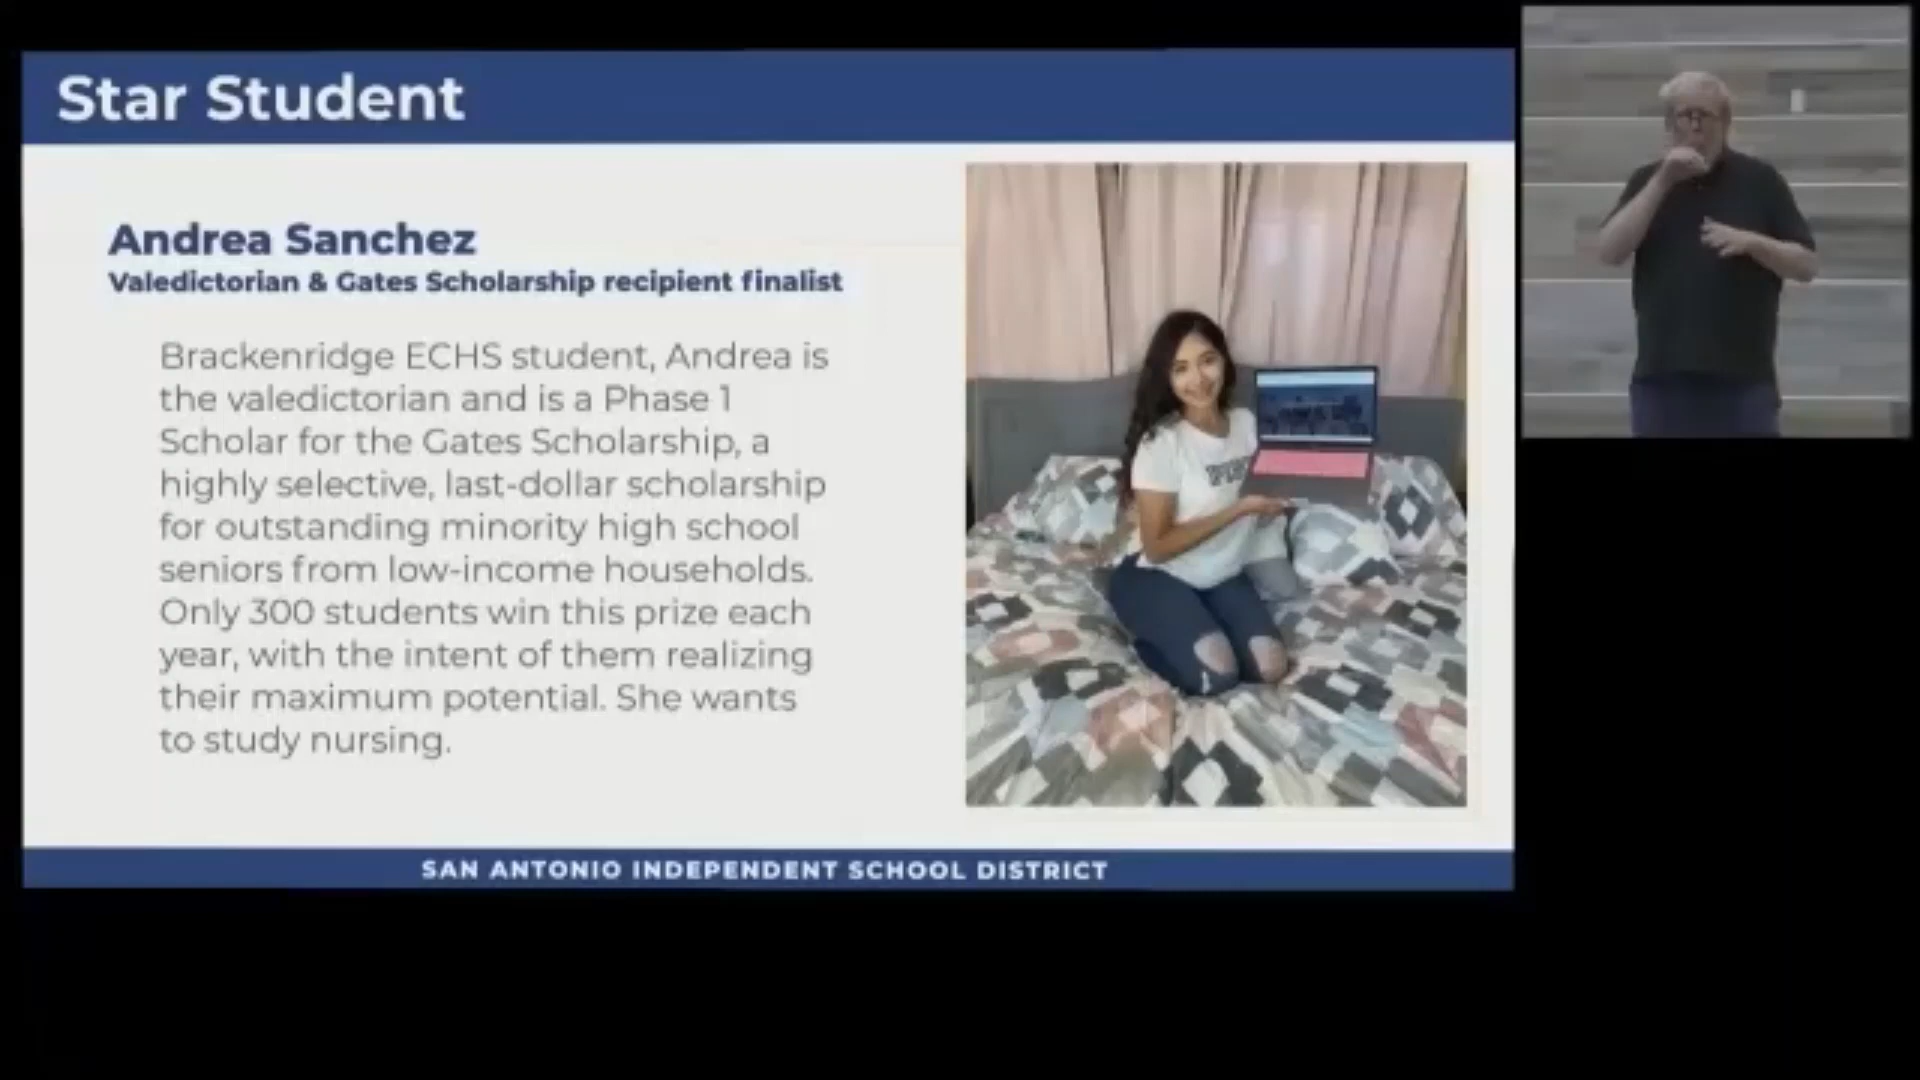 Star Student
Andrea Sanchez
Valedictorian & Gates Scholarship recipient finalist
Brackenridge ECHS student, Andrea is
the valedictorian and is a Phase 1
Scholar for the Gates Scholarship, a
highly selective, last-dollar scholarship
for outstanding minority high school
seniors from low-income households.
Only 300 students win this prize each
year, with the intent of them realizing
their maximum potential. She wants
to study nursing.
SAN ANTONIO INDEPENDENT SCHOOL DISTRICT